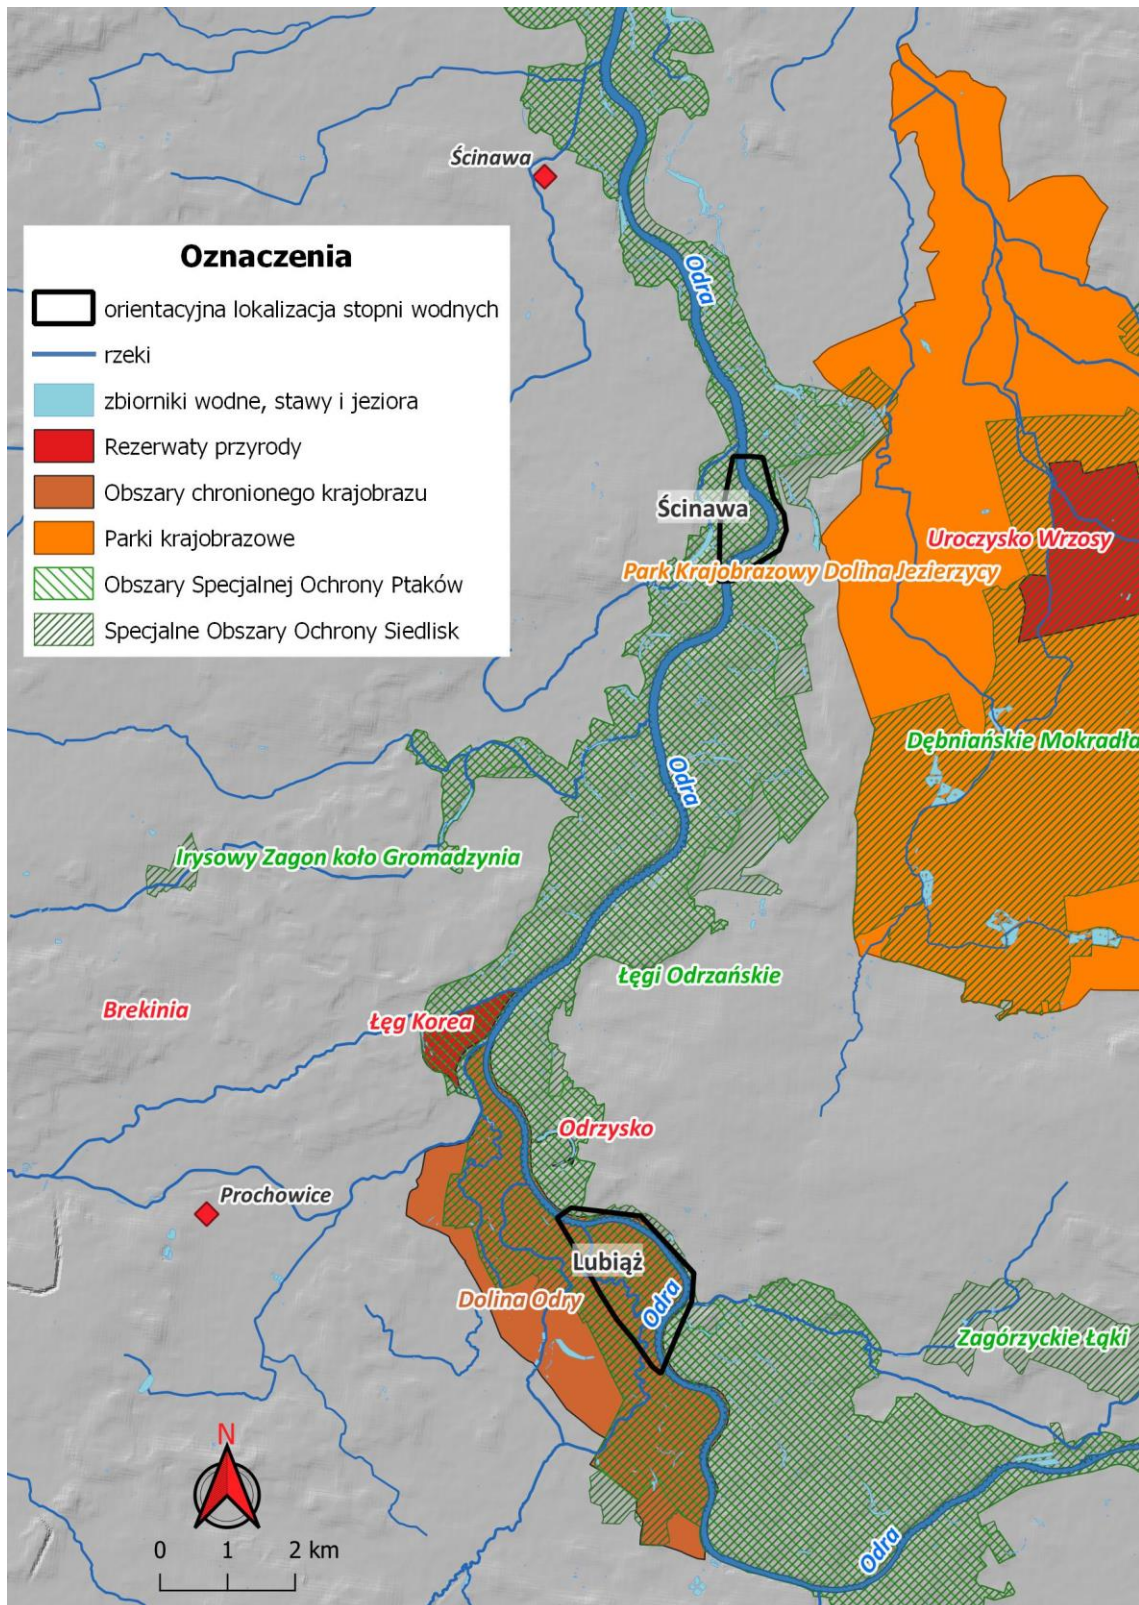 Ścinawa
Oznaczenia
orientacyjna lokalizacja stopni wodnych
rzeki
zbiorniki wodne, stawy i jeziora
Rezerwaty przyrody
Obszary chronionego krajobrazu
Parki krajobrazowe
Obszary Specjalnej Ochrony Ptaków
Specjalne Obszary Ochrony Siedlisk
Odra
Ścinawa
Uroczysko Wrzosy
Park Krajobrazowy Dolina Jezierzycy
Dębniańskie Mokradła
Odra
Irysowy Zagon koło Gromadzynia
Łęgi Odrzańskie
Brekinia
Łęg Korea
Odrzysko
Prochowice
Lubiąż
Odra
Dolina Odry
Zagórzyckie Łąki
N
0 1 2 km
Odra